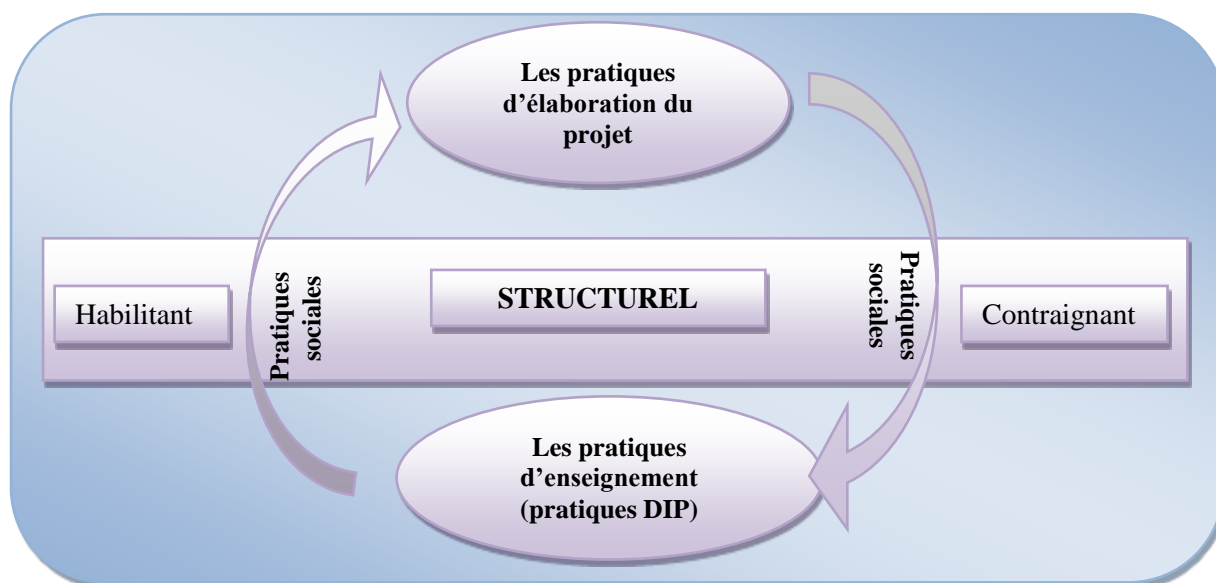 Les pratiques
d’élaboration du
projet
Habilitant
Pratiques
sociales
STRUCTUREL
Pratiques
sociales
Contraignant
Les pratiques
d’enseignement
(pratiques DIP)